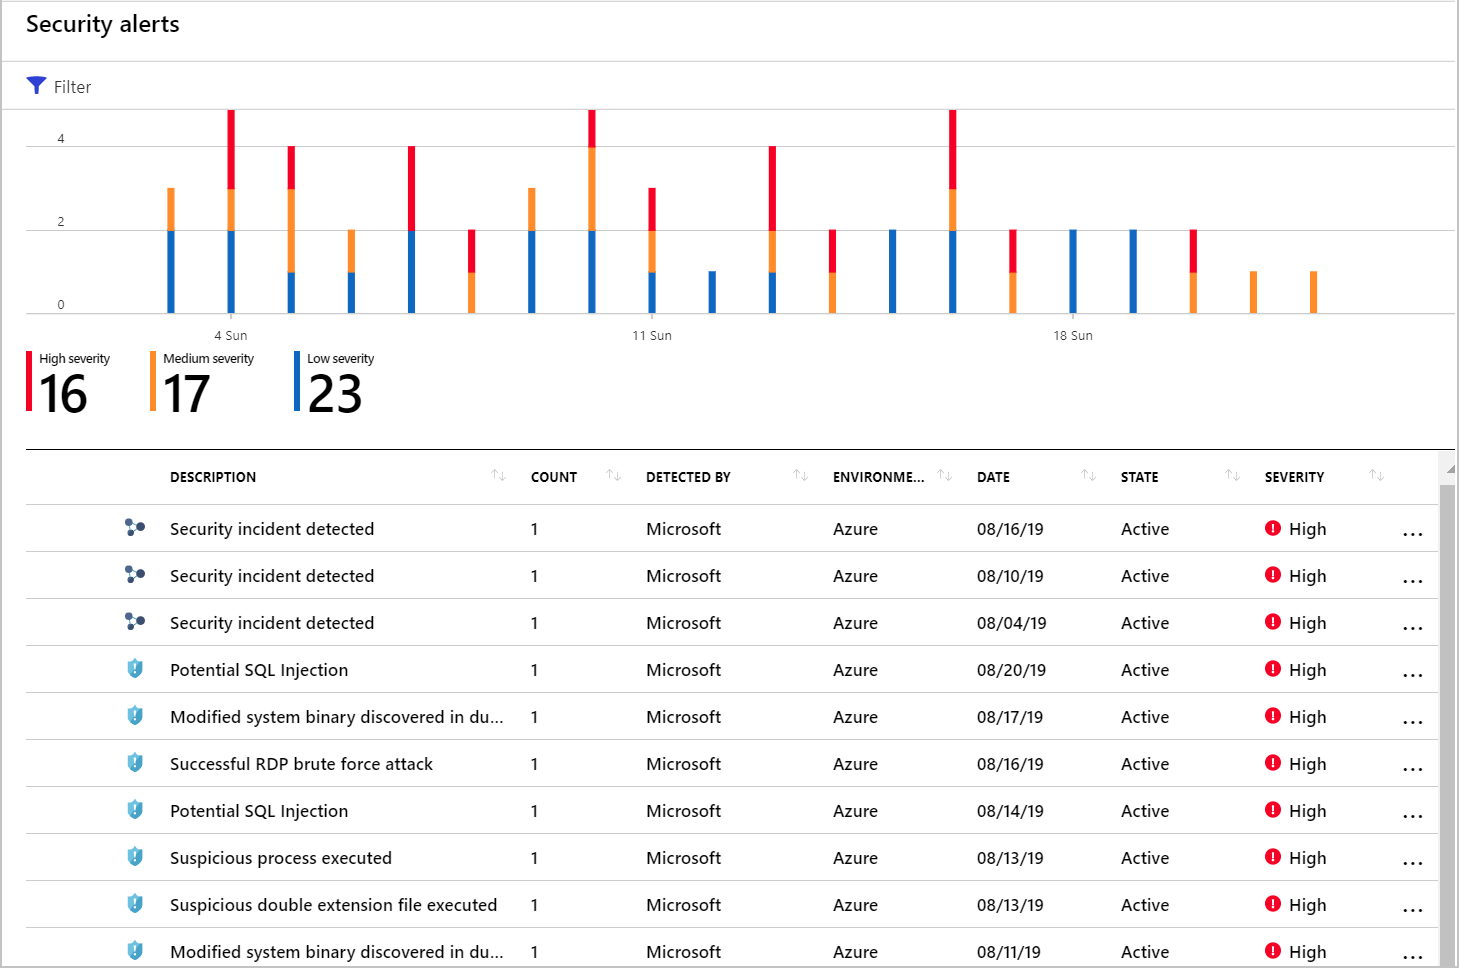 Security alerts
Filter
4
2
0
4 Sun 11 Sun 18 Sun
High severity Medium severity Low severity
16 17 23
DESCRIPTION COUNT DETECTED BY ENVIRONME... DATE STATE SEVERITY
Security incident detected 1 Microsoft Azure 08/16/19 Active High ...
Security incident detected 1 Microsoft Azure 08/10/19 Active High ...
Security incident detected 1 Microsoft Azure 08/04/19 Active High ...
Potential SQL Injection 1 Microsoft Azure 08/20/19 Active High ...
Modified system binary discovered in du... 1 Microsoft Azure 08/17/19 Active High ...
Successful RDP brute force attack 1 Microsoft Azure 08/16/19 Active High ...
Potential SQL Injection 1 Microsoft Azure 08/14/19 Active High ...
Suspicious process executed 1 Microsoft Azure 08/13/19 Active High ...
Suspicious double extension file executed 1 Microsoft Azure 08/13/19 Active High ...
Modified system binary discovered in du... 1 Microsoft Azure 08/11/19 Active High ...